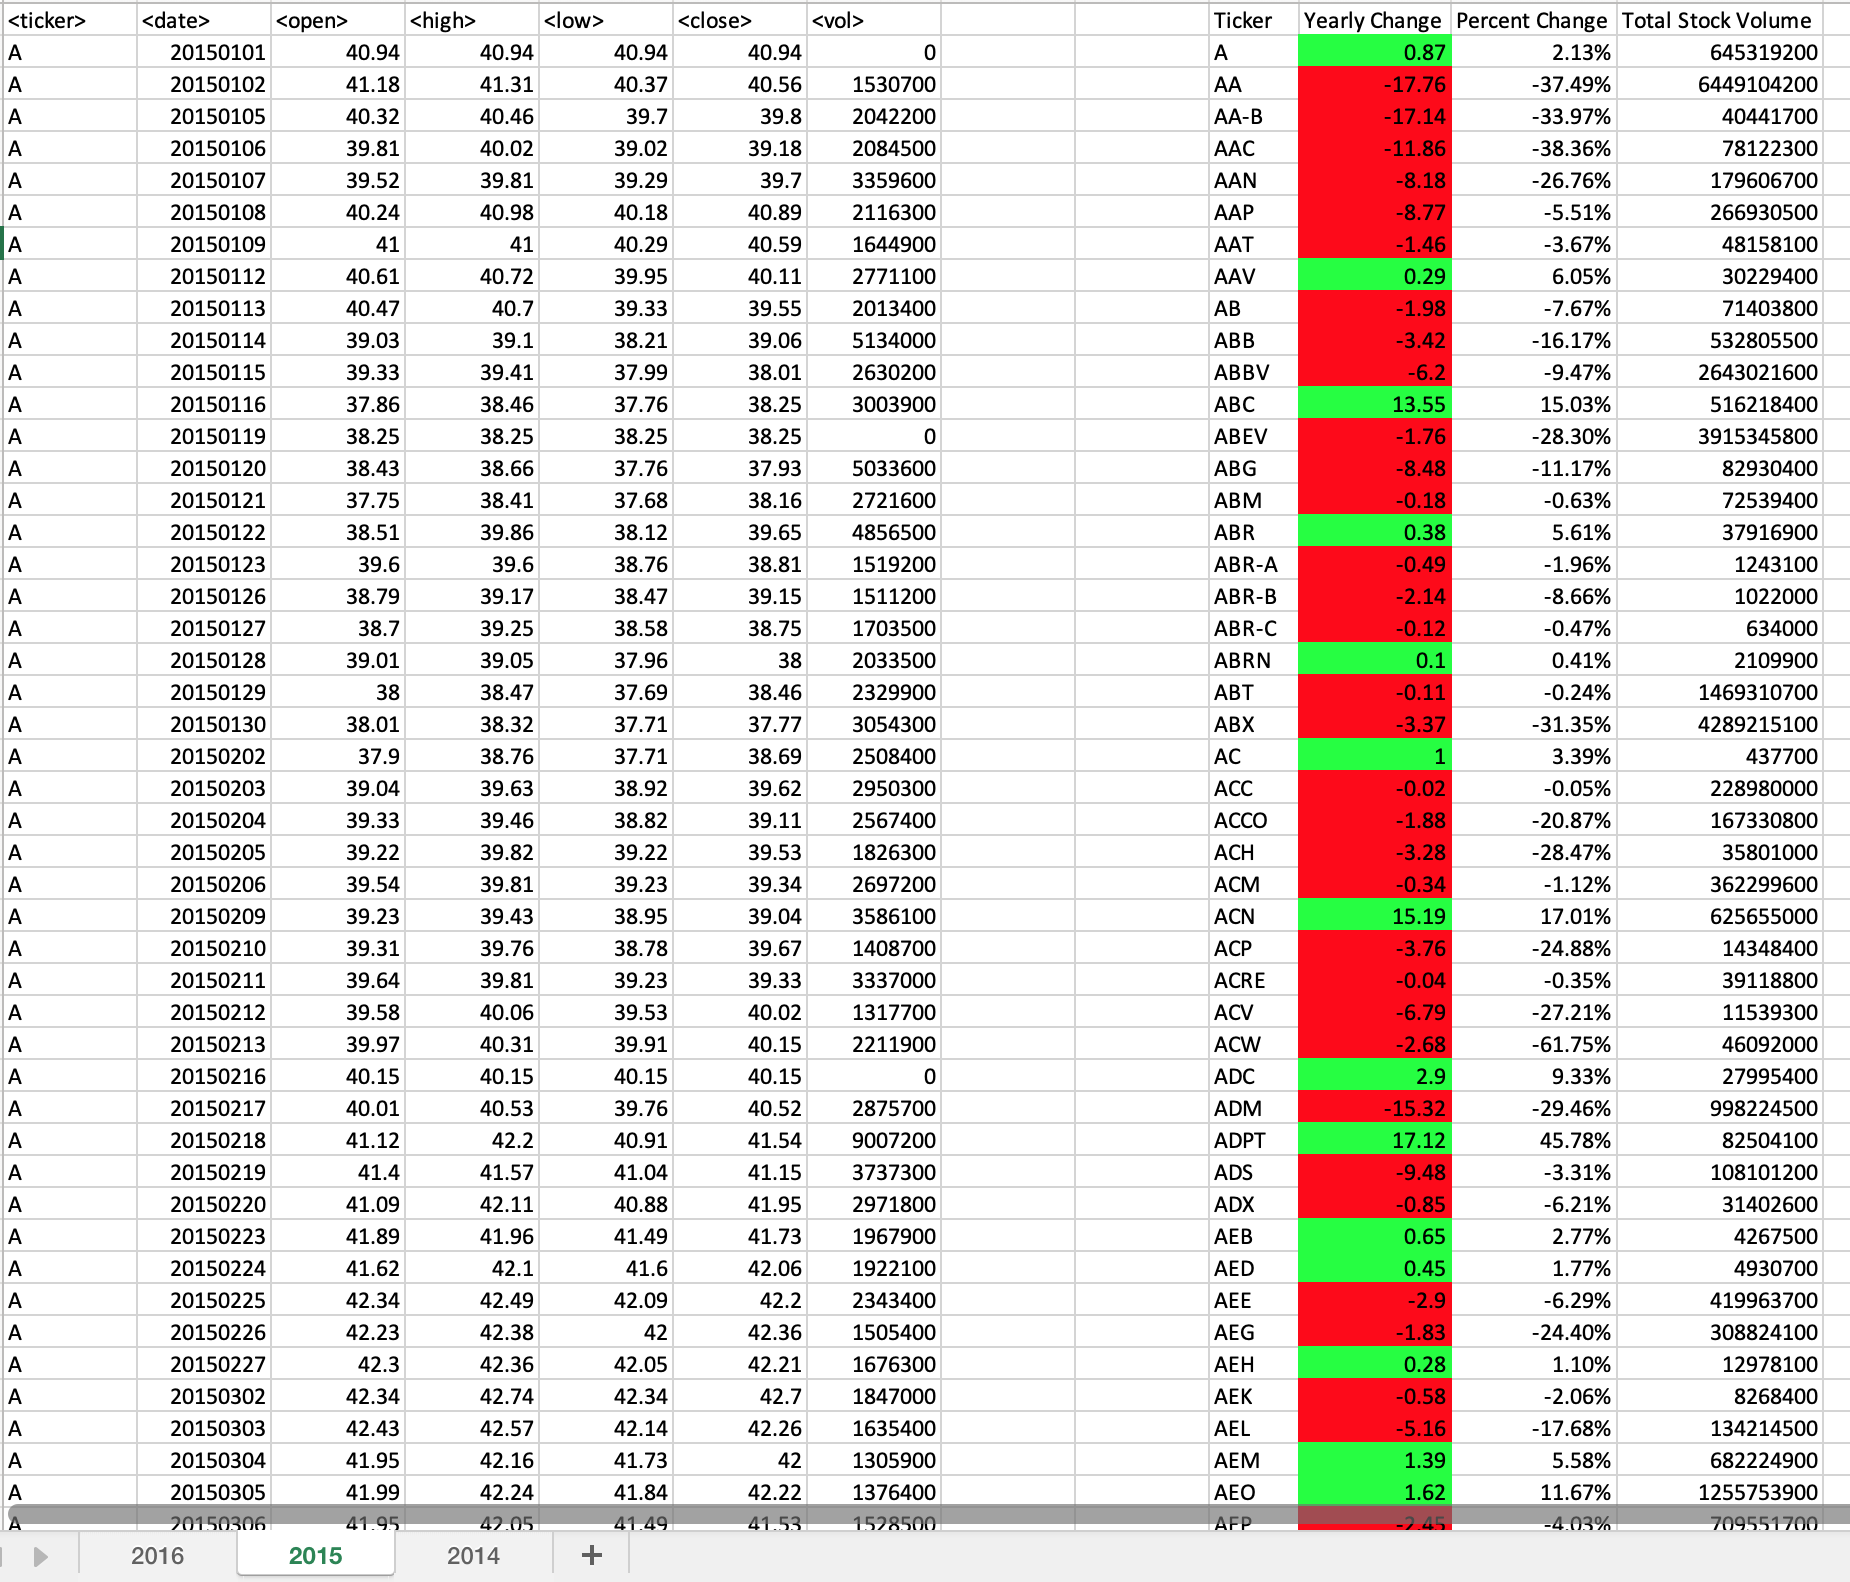 <ticker> <date> <open> <high> <low> <close> <vol> Ticker Yearly Change Percent Change Total Stock Volume
A 20150101 40.94 40.94 40.94 40.94 0 A 0.87 2.13% 645319200
A 20150102 41.18 41.31 40.37 40.56 1530700 AA -17.76 -37.49% 6449104200
A 20150105 40.32 40.46 39.7 39.8 2042200 AA-B -17.14 -33.97% 40441700
A 20150106 39.81 40.02 39.02 39.18 2084500 AAC -11.86 -38.36% 78122300
A 20150107 39.52 39.81 39.29 39.7 3359600 AAN -8.18 -26.76% 179606700
A 20150108 40.24 40.98 40.18 40.89 2116300 AAP -8.77 -5.51% 266930500
A 20150109 41 41 40.29 40.59 1644900 AAT -1.46 -3.67% 48158100
A 20150112 40.61 40.72 39.95 40.11 2771100 AAV 0.29 6.05% 30229400
A 20150113 40.47 40.7 39.33 39.55 2013400 AB -1.98 -7.67% 71403800
A 20150114 39.03 39.1 38.21 39.06 5134000 ABB -3.42 -16.17% 532805500
A 20150115 39.33 39.41 37.99 38.01 2630200 ABBV -6.2 -9.47% 2643021600
A 20150116 37.86 38.46 37.76 38.25 3003900 ABC 13.55 15.03% 516218400
A 20150119 38.25 38.25 38.25 38.25 0 ABEV -1.76 -28.30% 3915345800
A 20150120 38.43 38.66 37.76 37.93 5033600 ABG -8.48 -11.17% 82930400
A 20150121 37.75 38.41 37.68 38.16 2721600 ABM -0.18 -0.63% 72539400
A 20150122 38.51 39.86 38.12 39.65 4856500 ABR 0.38 5.61% 37916900
A 20150123 39.6 39.6 38.76 38.81 1519200 ABR-A -0.49 -1.96% 1243100
A 20150126 38.79 39.17 38.47 39.15 1511200 ABR-B -2.14 -8.66% 1022000
A 20150127 38.7 39.25 38.58 38.75 1703500 ABR-C -0.12 -0.47% 634000
A 20150128 39.01 39.05 37.96 38 2033500 ABRN 0.1 0.41% 2109900
A 20150129 38 38.47 37.69 38.46 2329900 ABT -0.11 -0.24% 1469310700
A 20150130 38.01 38.32 37.71 37.77 3054300 ABX -3.37 -31.35% 4289215100
A 20150202 37.9 38.76 37.71 38.69 2508400 AC 1 3.39% 437700
A 20150203 39.04 39.63 38.92 39.62 2950300 ACC -0.02 -0.05% 228980000
A 20150204 39.33 39.46 38.82 39.11 2567400 ACCO -1.88 -20.87% 167330800
A 20150205 39.22 39.82 39.22 39.53 1826300 ACH -3.28 -28.47% 35801000
A 20150206 39.54 39.81 39.23 39.34 2697200 ACM -0.34 -1.12% 362299600
A 20150209 39.23 39.43 38.95 39.04 3586100 ACN 15.19 17.01% 625655000
A 20150210 39.31 39.76 38.78 39.67 1408700 ACP -3.76 -24.88% 14348400
A 20150211 39.64 39.81 39.23 39.33 3337000 ACRE -0.04 -0.35% 39118800
A 20150212 39.58 40.06 39.53 40.02 1317700 ACV -6.79 -27.21% 11539300
A 20150213 39.97 40.31 39.91 40.15 2211900 ACW -2.68 -61.75% 46092000
A 20150216 40.15 40.15 40.15 40.15 0 ADC 2.9 9.33% 27995400
A 20150217 40.01 40.53 39.76 40.52 2875700 ADM -15.32 -29.46% 998224500
A 20150218 41.12 42.2 40.91 41.54 9007200 ADPT 17.12 45.78% 82504100
A 20150219 41.4 41.57 41.04 41.15 3737300 ADS -9.48 -3.31% 108101200
A 20150220 41.09 42.11 40.88 41.95 2971800 ADX -0.85 -6.21% 31402600
A 20150223 41.89 41.96 41.49 41.73 1967900 AEB 0.65 2.77% 4267500
A 20150224 41.62 42.1 41.6 42.06 1922100 AED 0.45 1.77% 4930700
A 20150225 42.34 42.49 42.09 42.2 2343400 AEE -2.9 -6.29% 419963700
A 20150226 42.23 42.38 42 42.36 1505400 AEG -1.83 -24.40% 308824100
A 20150227 42.3 42.36 42.05 42.21 1676300 AEH 0.28 1.10% 12978100
A 20150302 42.34 42.74 42.34 42.7 1847000 AEK -0.58 -2.06% 8268400
A 20150303 42.43 42.57 42.14 42.26 1635400 AEL -5.16 -17.68% 134214500
A 20150304 41.95 42.16 41.73 42 1305900 AEM 1.39 5.58% 682224900
A 20150305 41.99 42.24 41.84 42.22 1376400 AEO 1.62 11.67% 1255753900
A 20150306 41.95 42.05 41.49 41.53 1528500 AEP -2.45 -4.03% 709551700
2016 2015 2014 +